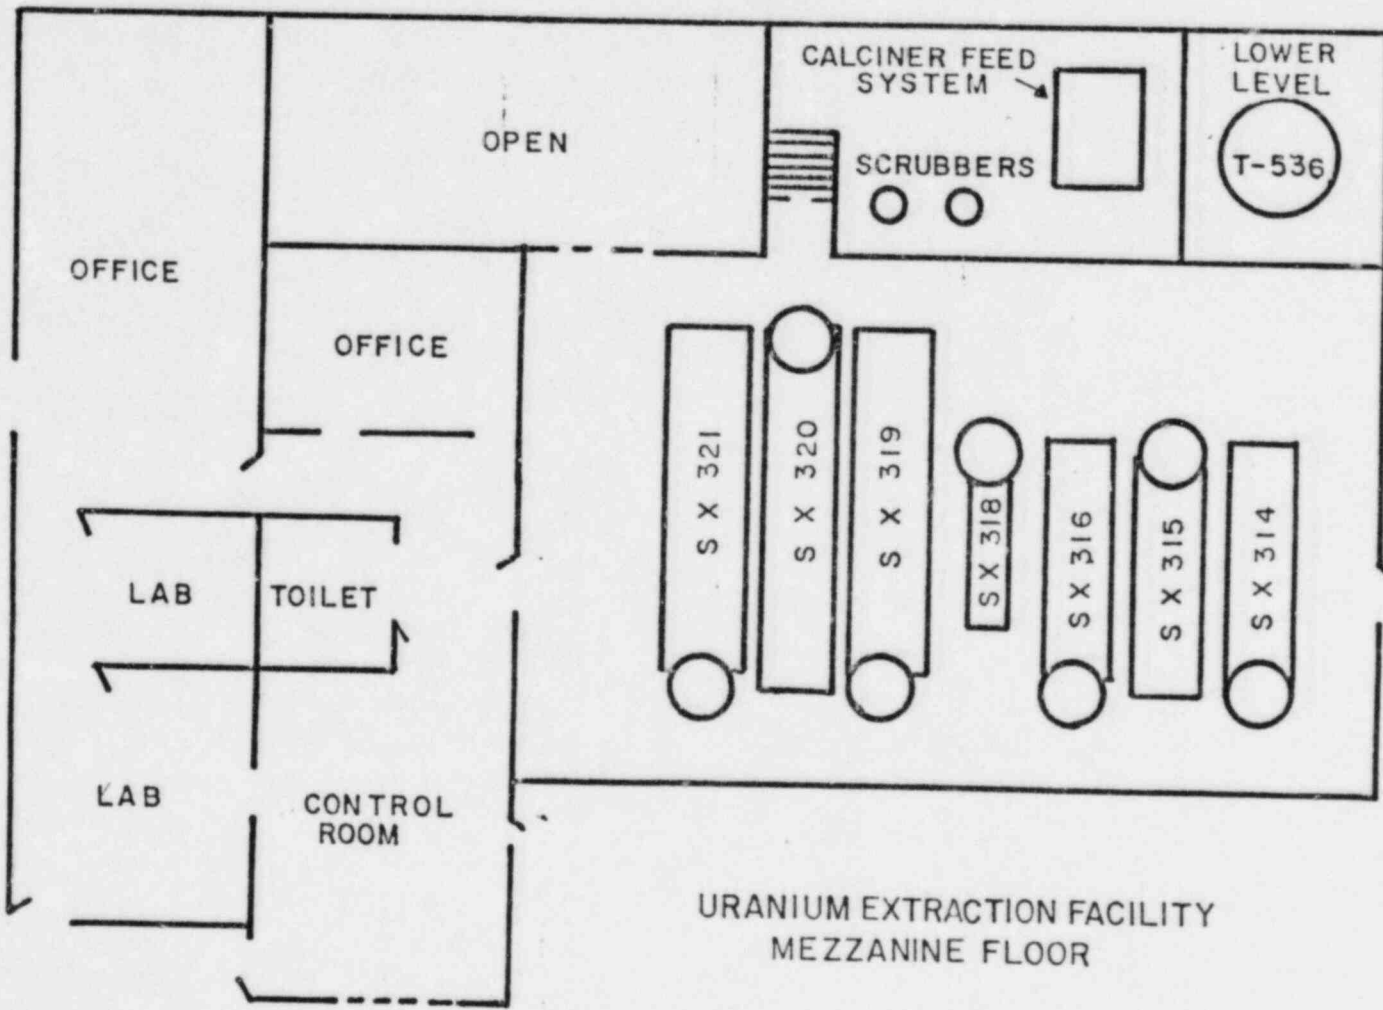 CALCINER FEED
SYSTEM
LOWER
LEVEL
OPEN
SCRUBBERS
T-536
OFFICE
OFFICE
S X 321
S X 320
S X 319
S X 318
S X 316
S X 315
S X 314
LAB
TOILET
LAB
CONTROL
ROOM
URANIUM EXTRACTION FACILITY
MEZZANINE FLOOR